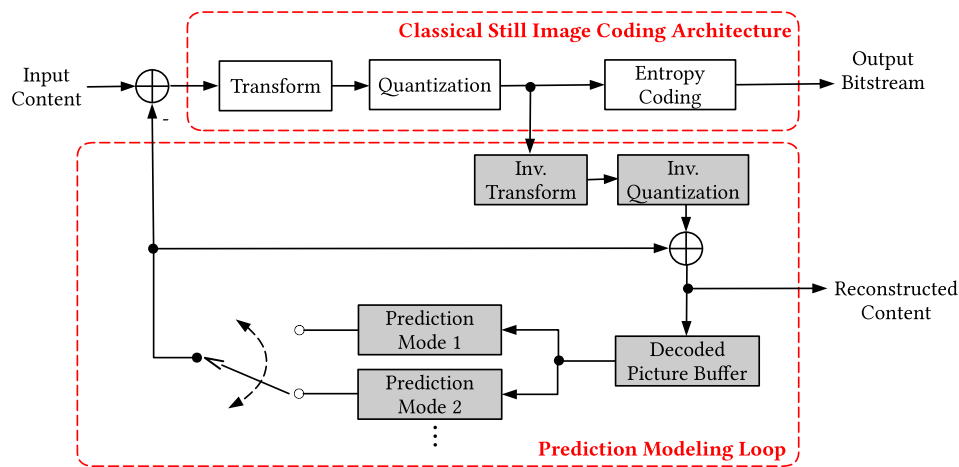 Classical Still Image Coding Architecture
Input
Content
Transform
Quantization
Entropy
Coding
Output
Bitstream
-
Inv.
Transform
Inv.
Quantization
Reconstructed
Content
Prediction
Mode 1
Decoded
Picture Buffer
Prediction
Mode 2
Prediction Modeling Loop